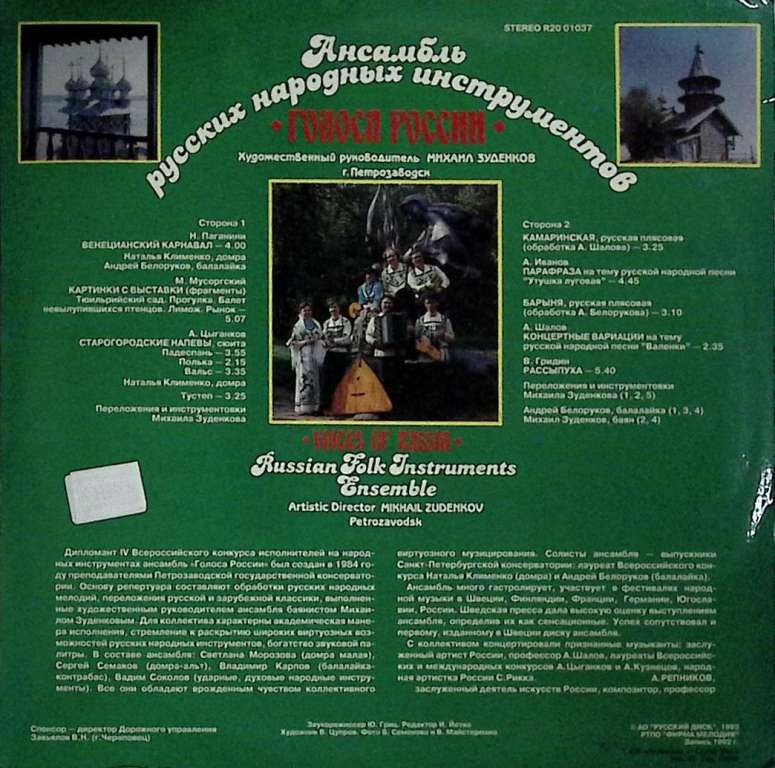 STEREO R20 01037
Ансамбль
русских народных инструментов
• ГОЛОСА РОССИИ •
Художественный руководитель МИХАИЛ ЗУДЕНКОВ
г. Петрозаводск
Сторона 1
Н. Паганини
ВЕНЕЦИАНСКИЙ КАРНАВАЛ — 4.00
Наталья Клименко, домра
Андрей Белоруков, балалайка
М. Мусоргский
КАРТИНКИ С ВЫСТАВКИ (фрагменты)
Тюильрийский сад. Прогулка. Балет
невылупившихся птенцов. Лимож. Рынок —
5.07
А. Цыганков
СТАРОГОРОДСКИЕ НАПЕВЫ, сюита
Падеспань — 3.55
Полька — 2.15
Вальс — 3.35
Наталья Клименко, домра
Тустеп — 3.25
Переложения и инструментовки
Михаила Зуденкова
Сторона 2
КАМАРИНСКАЯ, русская плясовая
(обработка А. Шалова) — 3.25
А. Иванов
ПАРАФРАЗА на тему русской народной песни
"Утушка луговая" — 4.45
БАРЫНЯ, русская плясовая
(обработка А. Белорукова) — 3.10
А. Шалов
КОНЦЕРТНЫЕ ВАРИАЦИИ на тему
русской народной песни "Валенки" — 2.35
В. Гридин
РАССЫПУХА — 5.40
Переложения и инструментовки
Михаила Зуденкова (1, 2, 5)
Андрей Белоруков, балалайка (1, 3, 4)
Михаил Зуденков, баян (2, 4)
• VOICES OF RUSSIA •
Russian Folk Instruments
Ensemble
Artistic Director MIKHAIL ZUDENKOV
Petrozavodsk
Дипломант IV Всероссийского конкурса исполнителей на народ-
ных инструментах ансамбль «Голоса России» был создан в 1984 го-
ду преподавателями Петрозаводской государственной консервато-
рии. Основу репертуара составляют обработки русских народных
мелодий, переложения русской и зарубежной классики, выполнен-
ные художественным руководителем ансамбля баянистом Михаи-
лом Зуденковым. Для коллектива характерны академическая мане-
ра исполнения, стремление к раскрытию широких виртуозных воз-
можностей русских народных инструментов, богатство звуковой па-
литры. В составе ансамбля: Светлана Морозова (домра малая),
Сергей Семаков (домра-альт), Владимир Карпов (балалайка-
контрабас), Вадим Соколов (ударные, духовые народные инструмен-
ты). Все они обладают врожденным чувством коллективного
виртуозного музицирования. Солисты ансамбля — выпускники
Санкт-Петербургской консерватории: лауреат Всероссийского кон-
курса Наталья Клименко (домра) и Андрей Белоруков (балалайка).
Ансамбль много гастролирует, участвует в фестивалях народ-
ной музыки в Швеции, Финляндии, Франции, Германии, Югосла-
вии, России. Шведская пресса дала высокую оценку выступлениям
ансамбля, определив их как сенсационные. Успех сопутствовал и
первому, изданному в Швеции диску ансамбля.
С коллективом концертировали признанные музыканты: заслу-
женный артист России, профессор А.Шалов, лауреаты Всероссийс-
ких и международных конкурсов А.Цыганков и А.Кузнецов, народ-
ная артистка России С.Рикка. А.РЕПНИКОВ,
заслуженный деятель искусств России, композитор, профессор
Спонсор — директор Дорожного управления
Завьялов В.Н. (г.Череповец)
Звукорежиссер Ю. Гриц. Редактор И. Йотко
Художник В. Цупров. Фото Б. Семенова и В. Майстермана
© АО "РУССКИЙ ДИСК", 1993
РТПО "ФИРМА МЕЛОДИЯ"
Запись 1992 г.